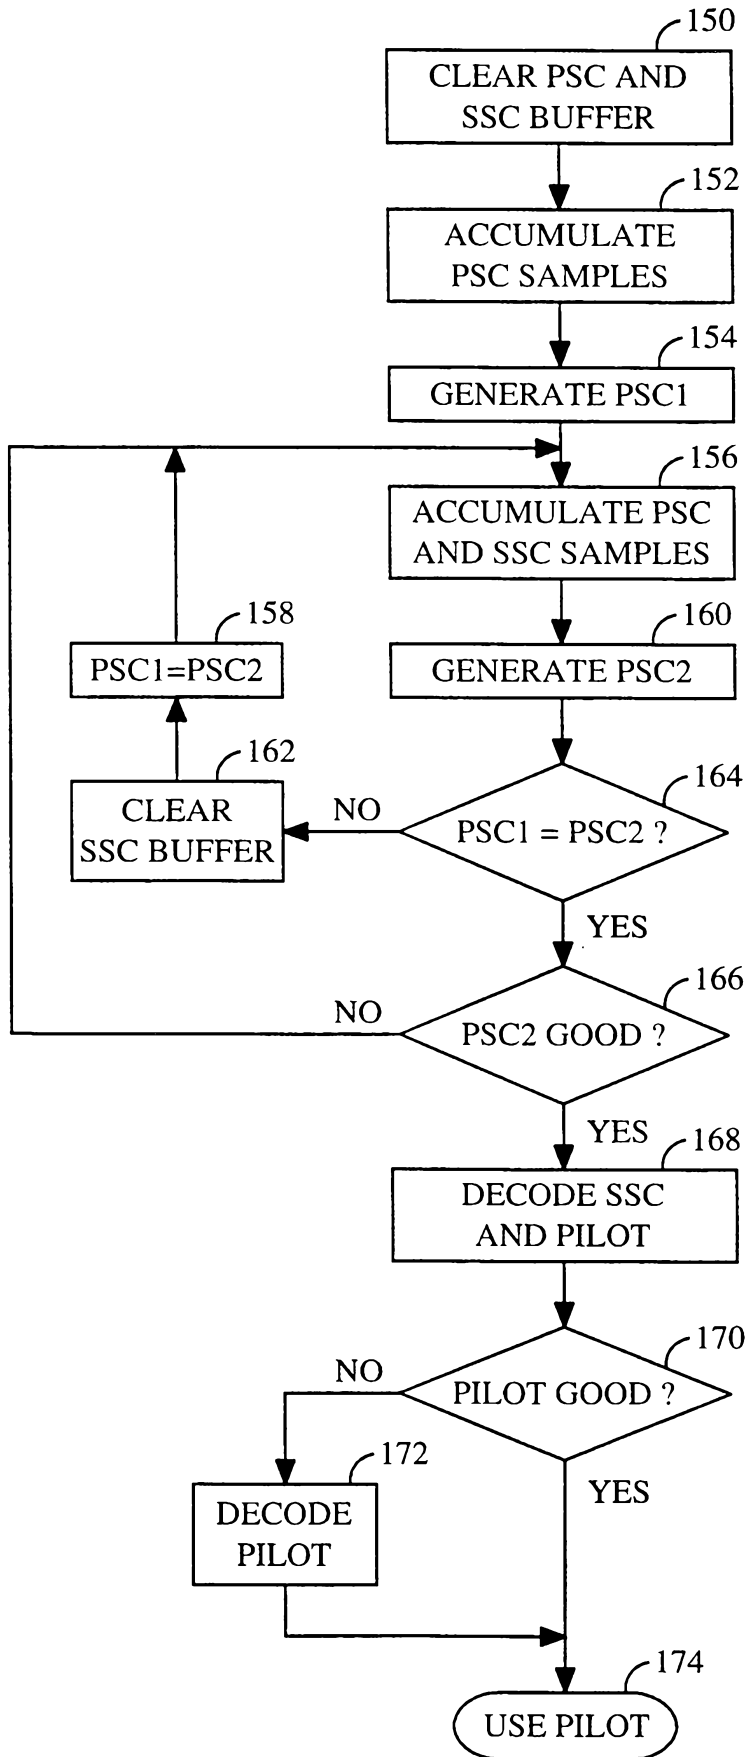 150
CLEAR PSC AND
SSC BUFFER
152
ACCUMULATE
PSC SAMPLES
154
GENERATE PSC1
156
ACCUMULATE PSC
AND SSC SAMPLES
158
PSC1=PSC2
160
GENERATE PSC2
162
CLEAR
SSC BUFFER
NO
164
PSC1 = PSC2 ?
YES
166
NO
PSC2 GOOD ?
YES
168
DECODE SSC
AND PILOT
170
NO
PILOT GOOD ?
172
YES
DECODE
PILOT
174
USE PILOT